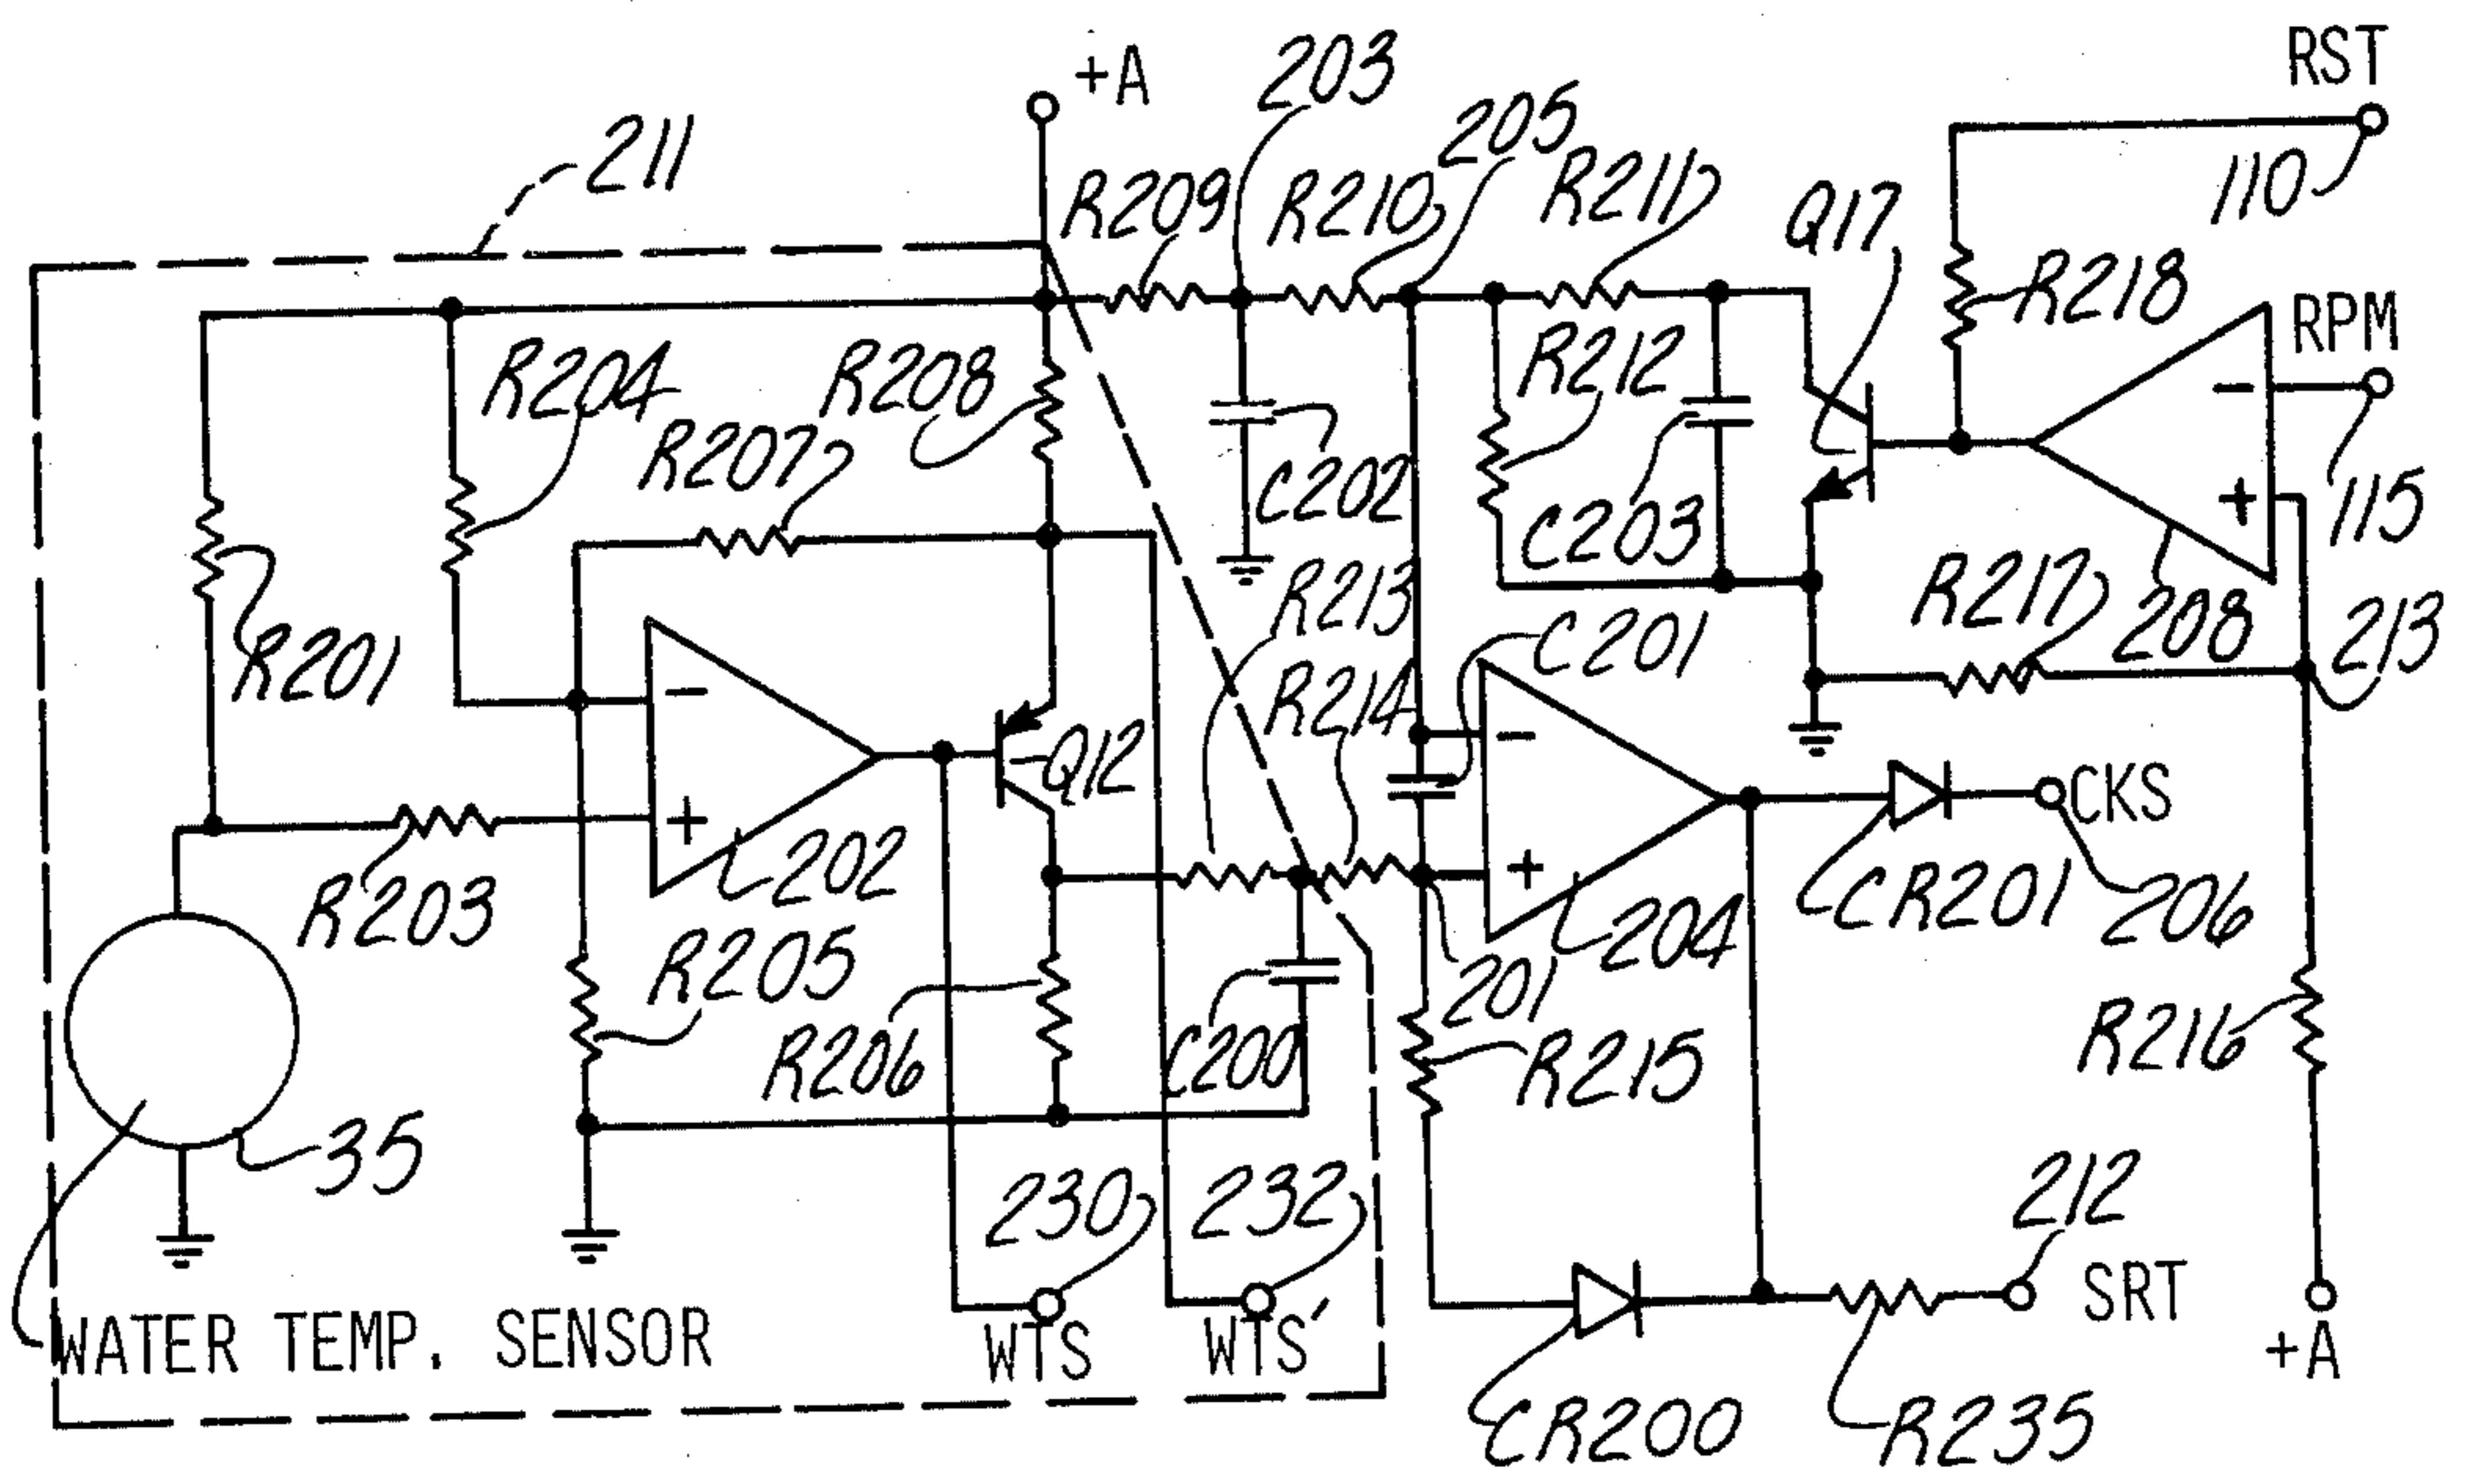 RST
+A
203
205
211
R209
R210
R211
Q17
110
R218
RPM
R204
R207
R208
R212
C202
C203
115
R201
R213
R217
208
213
C201
R214
Q12
CKS
R203
202
204
CR201
206
R205
201
R206
C200
R215
R216
35
230
232
212
WATER TEMP. SENSOR
WTS
WTS'
SRT
+A
CR200
R235
-
+
-
+
-
+